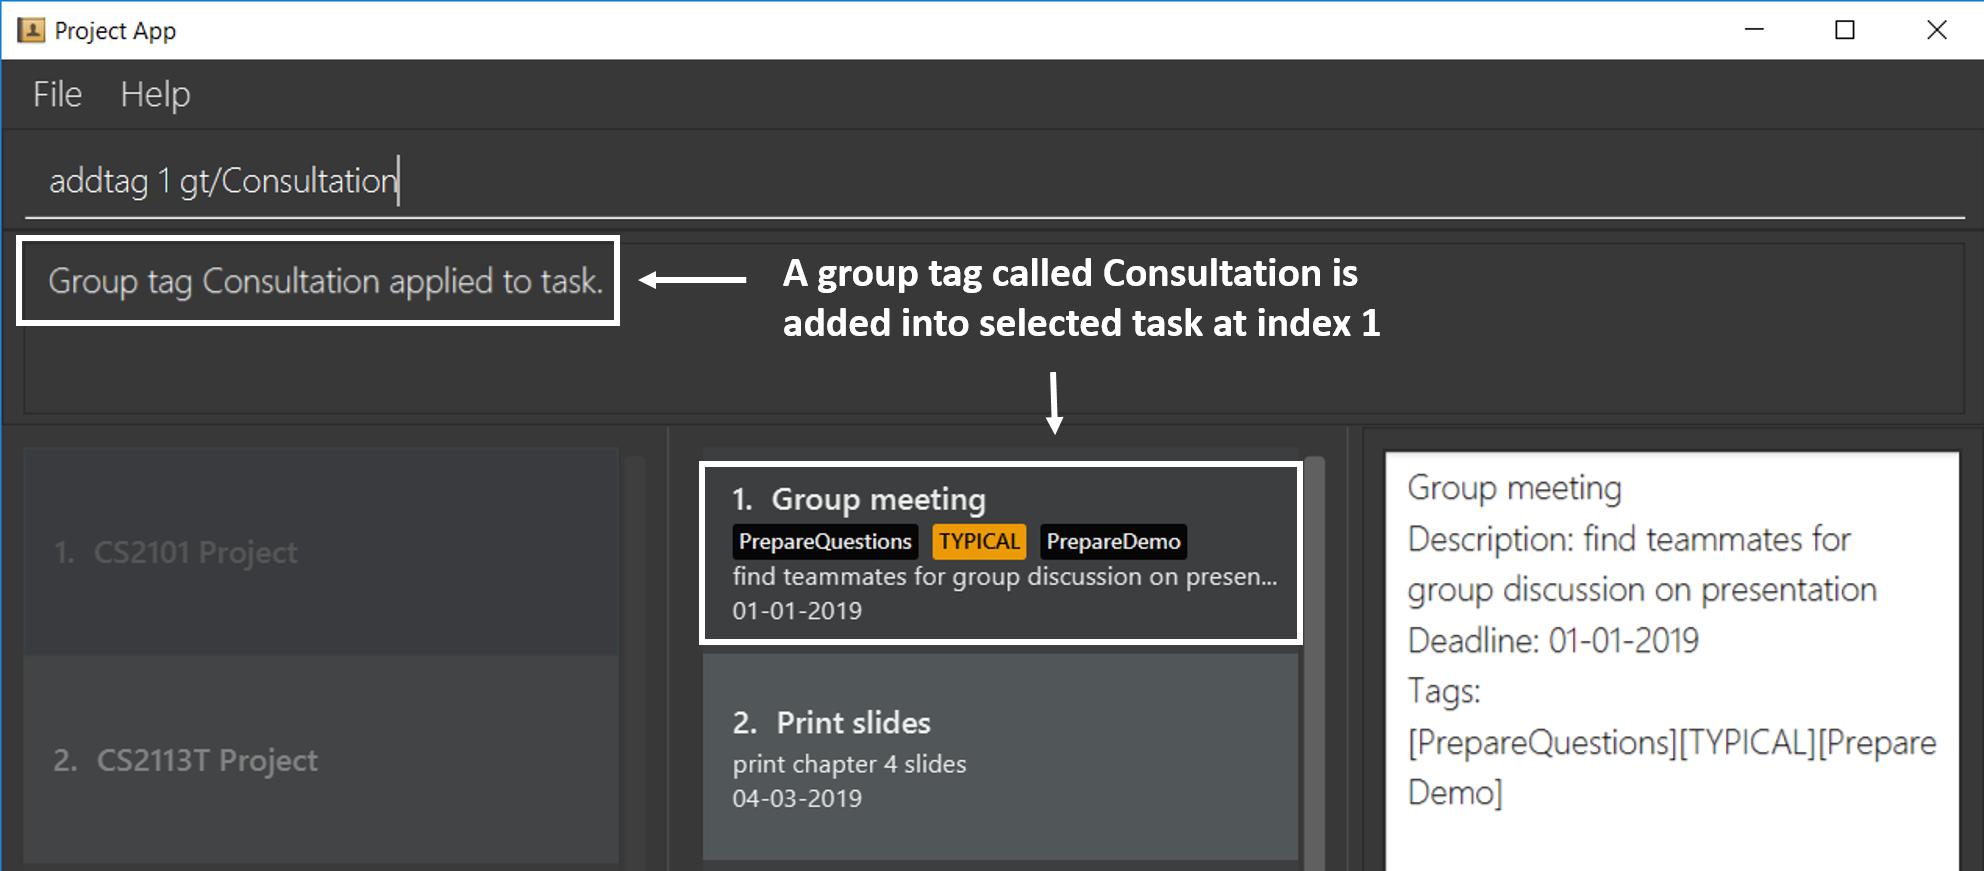 Project App
File Help
addtag 1 gt/Consultation
Group tag Consultation applied to task.
A group tag called Consultation is
added into selected task at index 1
1. CS2101 Project
2. CS2113T Project
1. Group meeting
PrepareQuestions TYPICAL PrepareDemo
find teammates for group discussion on presen...
01-01-2019
2. Print slides
print chapter 4 slides
04-03-2019
Group meeting
Description: find teammates for
group discussion on presentation
Deadline: 01-01-2019
Tags:
[PrepareQuestions][TYPICAL][Prepare
Demo]